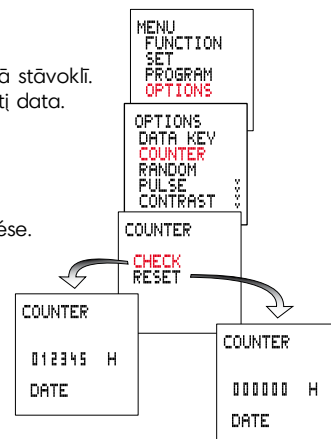 MENU
FUNCTION
SET
PROGRAM
OPTIONS
ā stāvoklī.
tį data.
OPTIONS
DATA KEY
COUNTER
RANDOM
PULSE
CONTRAST
ése.
COUNTER
CHECK
RESET
COUNTER
012345 H
DATE
COUNTER
000000 H
DATE